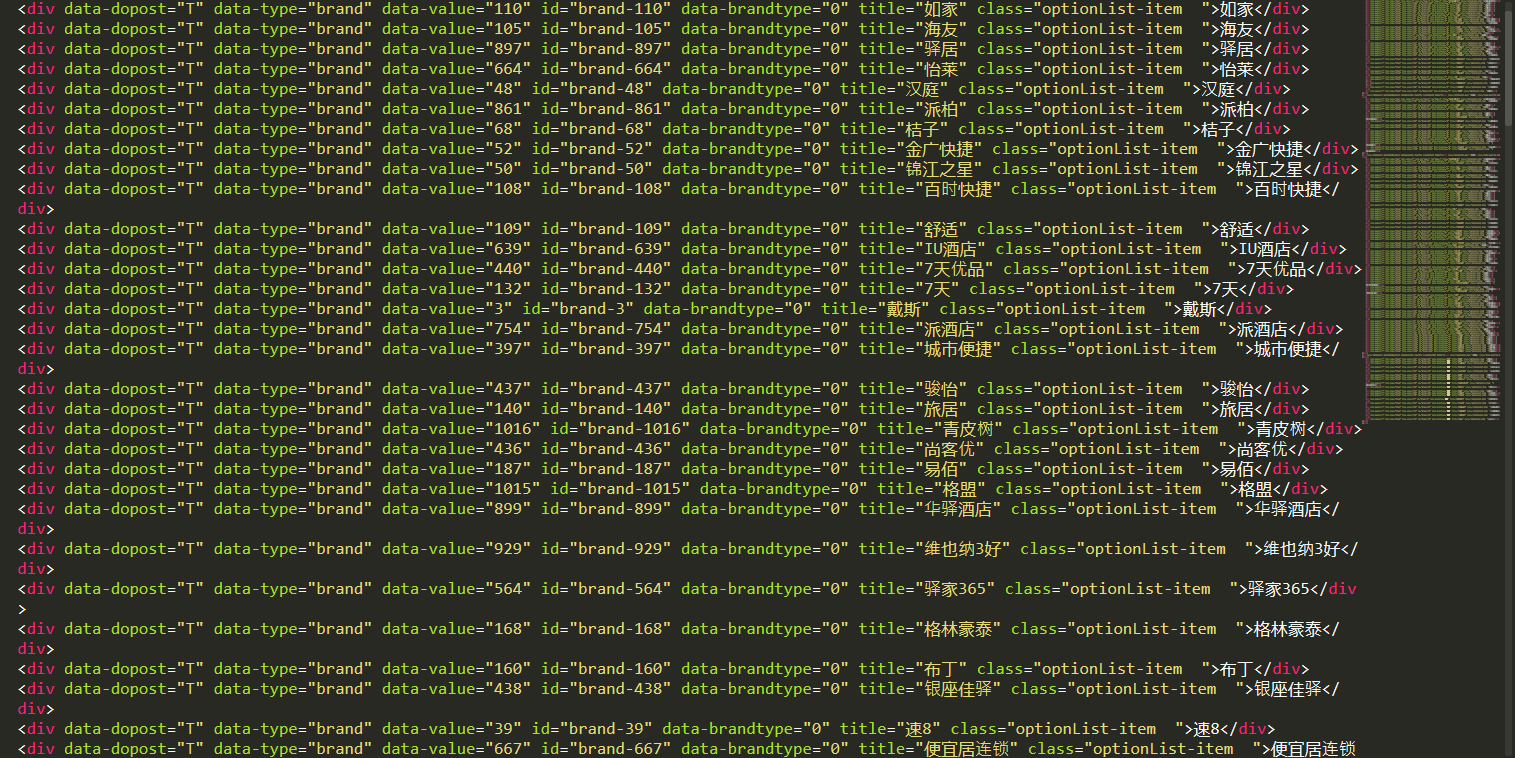 <div data-dopost="T" data-type="brand" data-value="110" id="brand-110" data-brandtype="0" title="如家" class="optionList-item  ">如家</div>
<div data-dopost="T" data-type="brand" data-value="105" id="brand-105" data-brandtype="0" title="海友" class="optionList-item  ">海友</div>
<div data-dopost="T" data-type="brand" data-value="897" id="brand-897" data-brandtype="0" title="驿居" class="optionList-item  ">驿居</div>
<div data-dopost="T" data-type="brand" data-value="664" id="brand-664" data-brandtype="0" title="怡莱" class="optionList-item  ">怡莱</div>
<div data-dopost="T" data-type="brand" data-value="48" id="brand-48" data-brandtype="0" title="汉庭" class="optionList-item  ">汉庭</div>
<div data-dopost="T" data-type="brand" data-value="861" id="brand-861" data-brandtype="0" title="派柏" class="optionList-item  ">派柏</div>
<div data-dopost="T" data-type="brand" data-value="68" id="brand-68" data-brandtype="0" title="桔子" class="optionList-item  ">桔子</div>
<div data-dopost="T" data-type="brand" data-value="52" id="brand-52" data-brandtype="0" title="金广快捷" class="optionList-item  ">金广快捷</div>
<div data-dopost="T" data-type="brand" data-value="50" id="brand-50" data-brandtype="0" title="锦江之星" class="optionList-item  ">锦江之星</div>
<div data-dopost="T" data-type="brand" data-value="108" id="brand-108" data-brandtype="0" title="百时快捷" class="optionList-item  ">百时快捷</
div>
<div data-dopost="T" data-type="brand" data-value="109" id="brand-109" data-brandtype="0" title="舒适" class="optionList-item  ">舒适</div>
<div data-dopost="T" data-type="brand" data-value="639" id="brand-639" data-brandtype="0" title="IU酒店" class="optionList-item  ">IU酒店</div>
<div data-dopost="T" data-type="brand" data-value="440" id="brand-440" data-brandtype="0" title="7天优品" class="optionList-item  ">7天优品</div>
<div data-dopost="T" data-type="brand" data-value="132" id="brand-132" data-brandtype="0" title="7天" class="optionList-item  ">7天</div>
<div data-dopost="T" data-type="brand" data-value="3" id="brand-3" data-brandtype="0" title="戴斯" class="optionList-item  ">戴斯</div>
<div data-dopost="T" data-type="brand" data-value="754" id="brand-754" data-brandtype="0" title="派酒店" class="optionList-item  ">派酒店</div>
<div data-dopost="T" data-type="brand" data-value="397" id="brand-397" data-brandtype="0" title="城市便捷" class="optionList-item  ">城市便捷</
div>
<div data-dopost="T" data-type="brand" data-value="437" id="brand-437" data-brandtype="0" title="骏怡" class="optionList-item  ">骏怡</div>
<div data-dopost="T" data-type="brand" data-value="140" id="brand-140" data-brandtype="0" title="旅居" class="optionList-item  ">旅居</div>
<div data-dopost="T" data-type="brand" data-value="1016" id="brand-1016" data-brandtype="0" title="青皮树" class="optionList-item  ">青皮树</div>
<div data-dopost="T" data-type="brand" data-value="436" id="brand-436" data-brandtype="0" title="尚客优" class="optionList-item  ">尚客优</div>
<div data-dopost="T" data-type="brand" data-value="187" id="brand-187" data-brandtype="0" title="易佰" class="optionList-item  ">易佰</div>
<div data-dopost="T" data-type="brand" data-value="1015" id="brand-1015" data-brandtype="0" title="格盟" class="optionList-item  ">格盟</div>
<div data-dopost="T" data-type="brand" data-value="899" id="brand-899" data-brandtype="0" title="华驿酒店" class="optionList-item  ">华驿酒店</
div>
<div data-dopost="T" data-type="brand" data-value="929" id="brand-929" data-brandtype="0" title="维也纳3好" class="optionList-item  ">维也纳3好</
div>
<div data-dopost="T" data-type="brand" data-value="564" id="brand-564" data-brandtype="0" title="驿家365" class="optionList-item  ">驿家365</div
>
<div data-dopost="T" data-type="brand" data-value="168" id="brand-168" data-brandtype="0" title="格林豪泰" class="optionList-item  ">格林豪泰</
div>
<div data-dopost="T" data-type="brand" data-value="160" id="brand-160" data-brandtype="0" title="布丁" class="optionList-item  ">布丁</div>
<div data-dopost="T" data-type="brand" data-value="438" id="brand-438" data-brandtype="0" title="银座佳驿" class="optionList-item  ">银座佳驿</
div>
<div data-dopost="T" data-type="brand" data-value="39" id="brand-39" data-brandtype="0" title="速8" class="optionList-item  ">速8</div>
<div data-dopost="T" data-type="brand" data-value="667" id="brand-667" data-brandtype="0" title="便宜居连锁" class="optionList-item  ">便宜居连锁